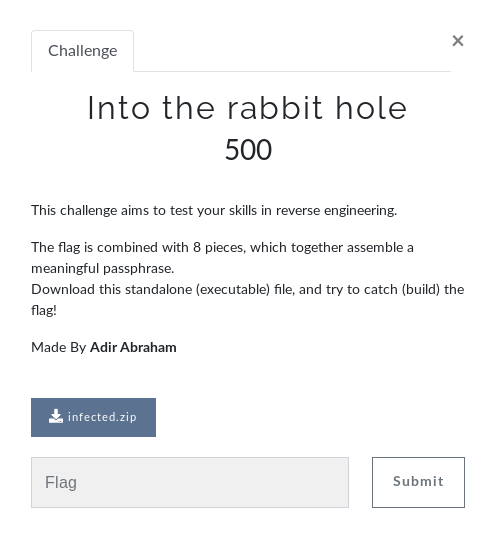 ×
Challenge
Into the rabbit hole
500
This challenge aims to test your skills in reverse engineering.
The flag is combined with 8 pieces, which together assemble a
meaningful passphrase.
Download this standalone (executable) file, and try to catch (build) the
flag!
Made By Adir Abraham
infected.zip
Flag
Submit